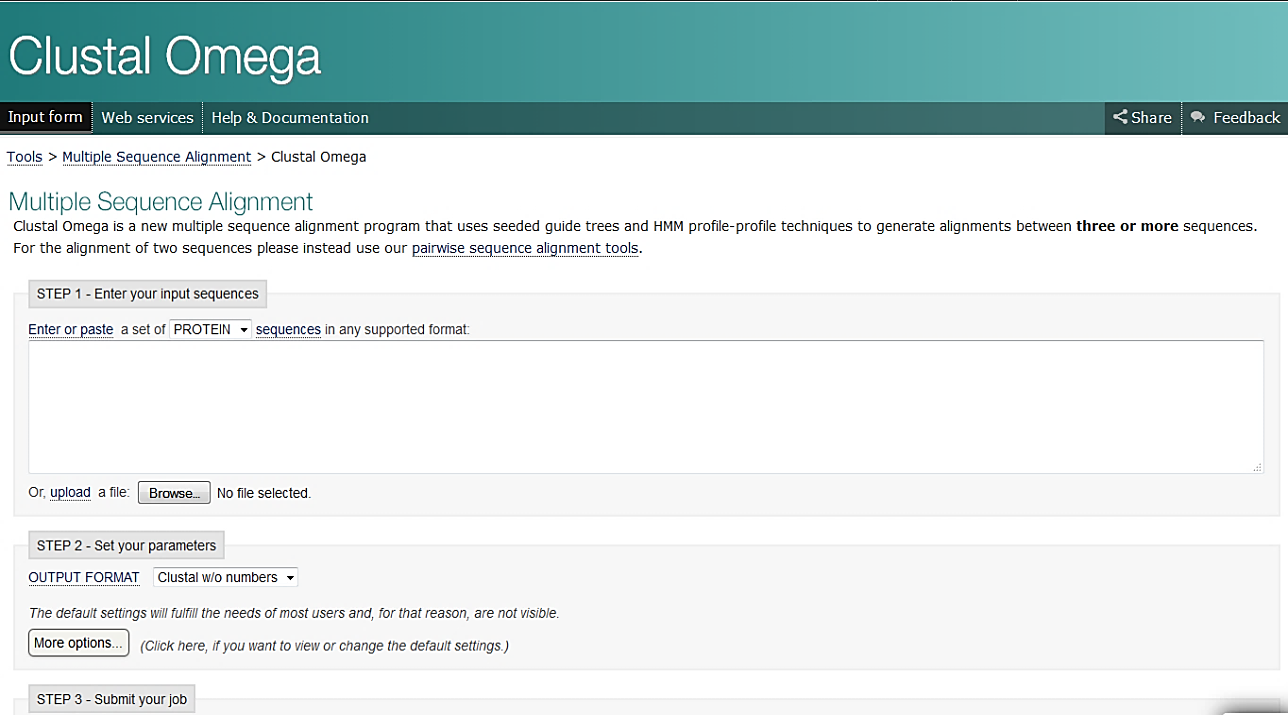 Clustal Omega
Input form Web services Help & Documentation Share Feedback
Tools > Multiple Sequence Alignment > Clustal Omega
Multiple Sequence Alignment
Clustal Omega is a new multiple sequence alignment program that uses seeded guide trees and HMM profile-profile techniques to generate alignments between three or more sequences.
For the alignment of two sequences please instead use our pairwise sequence alignment tools.
STEP 1 - Enter your input sequences
Enter or paste a set of PROTEIN sequences in any supported format:
Or, upload a file: Browse... No file selected.
STEP 2 - Set your parameters
OUTPUT FORMAT Clustal w/o numbers
The default settings will fulfill the needs of most users and, for that reason, are not visible.
More options... (Click here, if you want to view or change the default settings.)
STEP 3 - Submit your job